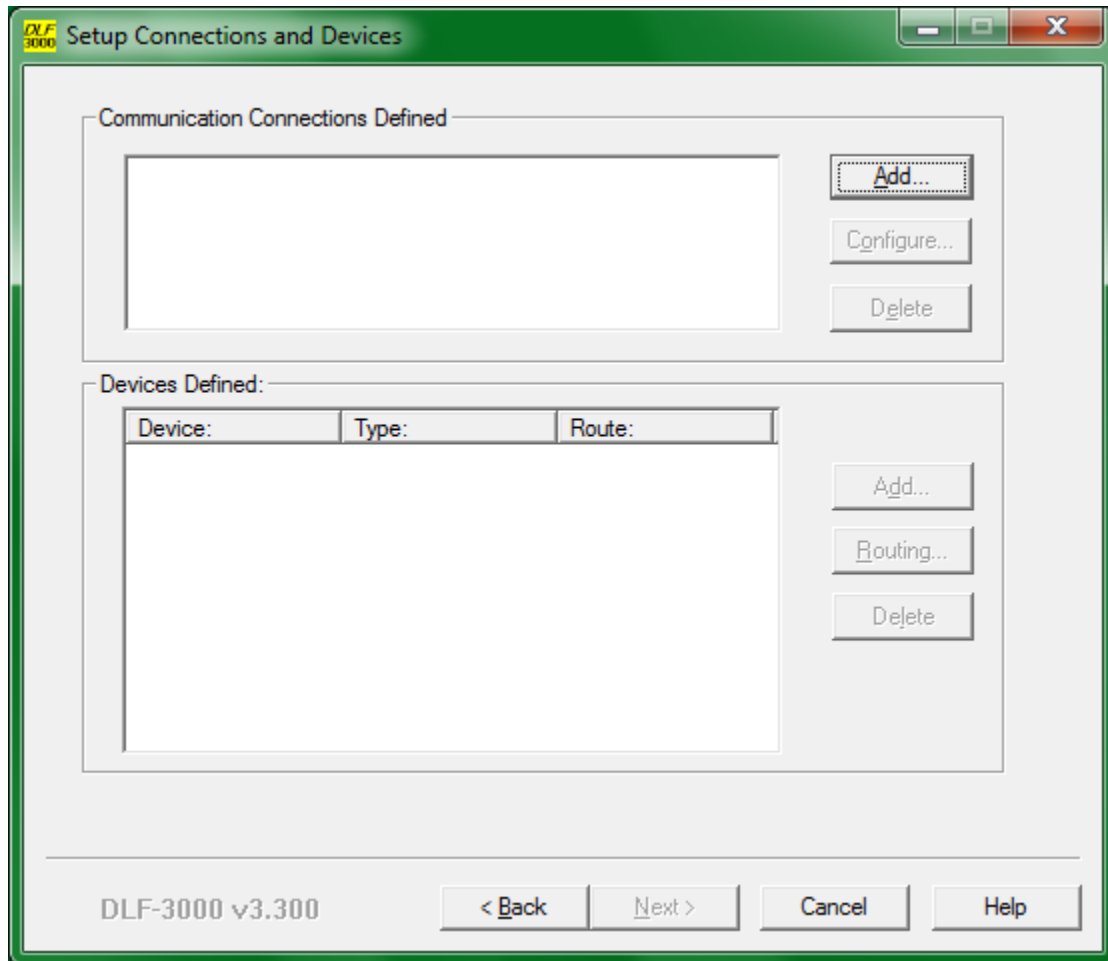 DLF
3000
Setup Connections and Devices
Communication Connections Defined
Add...
Configure...
Delete
Devices Defined:
Device: Type: Route:
Add...
Routing...
Delete
DLF-3000 v3.300
< Back Next > Cancel Help